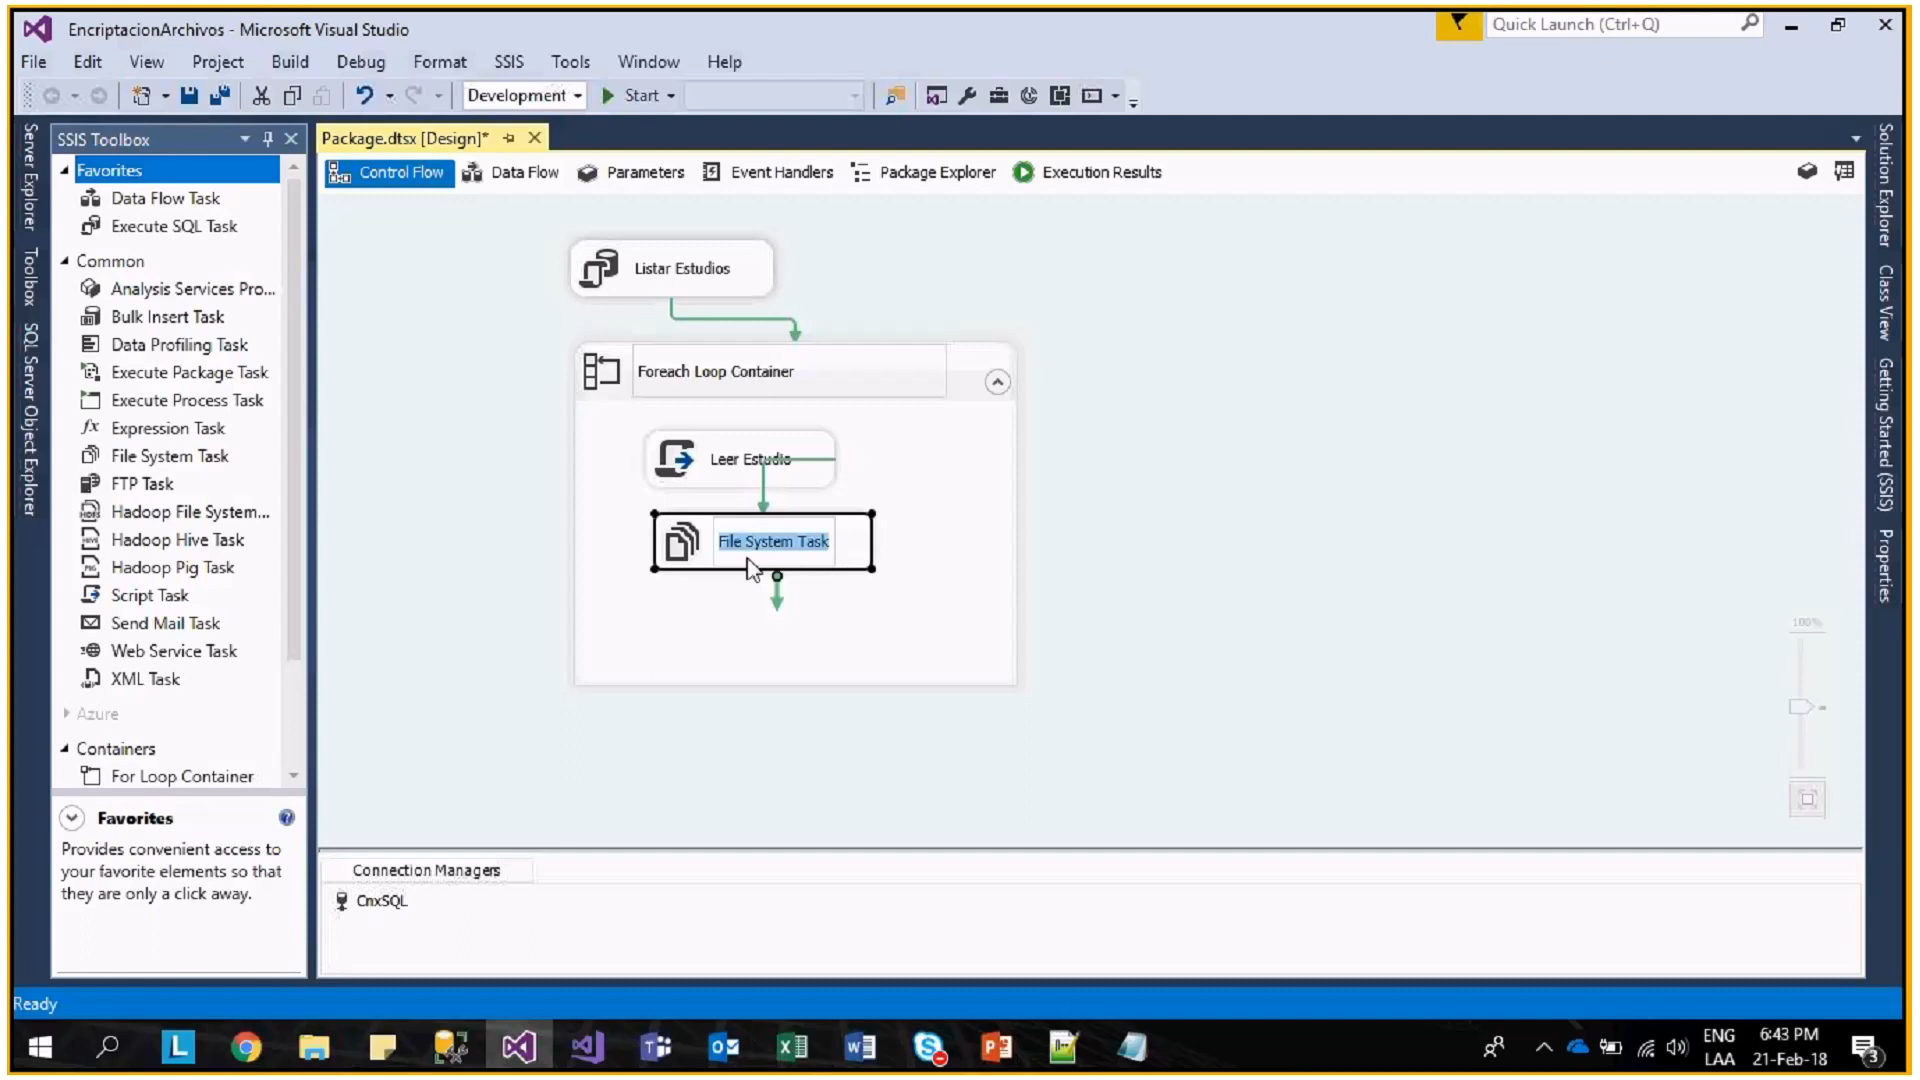 EncriptacionArchivos - Microsoft Visual Studio
Quick Launch (Ctrl+Q)
File Edit View Project Build Debug Format SSIS Tools Window Help
Development Start
Server Explorer
Toolbox
SQL Server Object Explorer
SSIS Toolbox
Favorites
Data Flow Task
Execute SQL Task
Common
Analysis Services Pro...
Bulk Insert Task
Data Profiling Task
Execute Package Task
Execute Process Task
Expression Task
File System Task
FTP Task
Hadoop File System...
Hadoop Hive Task
Hadoop Pig Task
Script Task
Send Mail Task
Web Service Task
XML Task
Azure
Containers
For Loop Container
Favorites
Provides convenient access to
your favorite elements so that
they are only a click away.
Package.dtsx [Design]*
Control Flow Data Flow Parameters Event Handlers Package Explorer Execution Results
Listar Estudios
Foreach Loop Container
Leer Estudio
File System Task
100%
Connection Managers
CnxSQL
Solution Explorer
Class View
Getting Started (SSIS)
Properties
Ready
ENG
LAA
6:43 PM
21-Feb-18
3